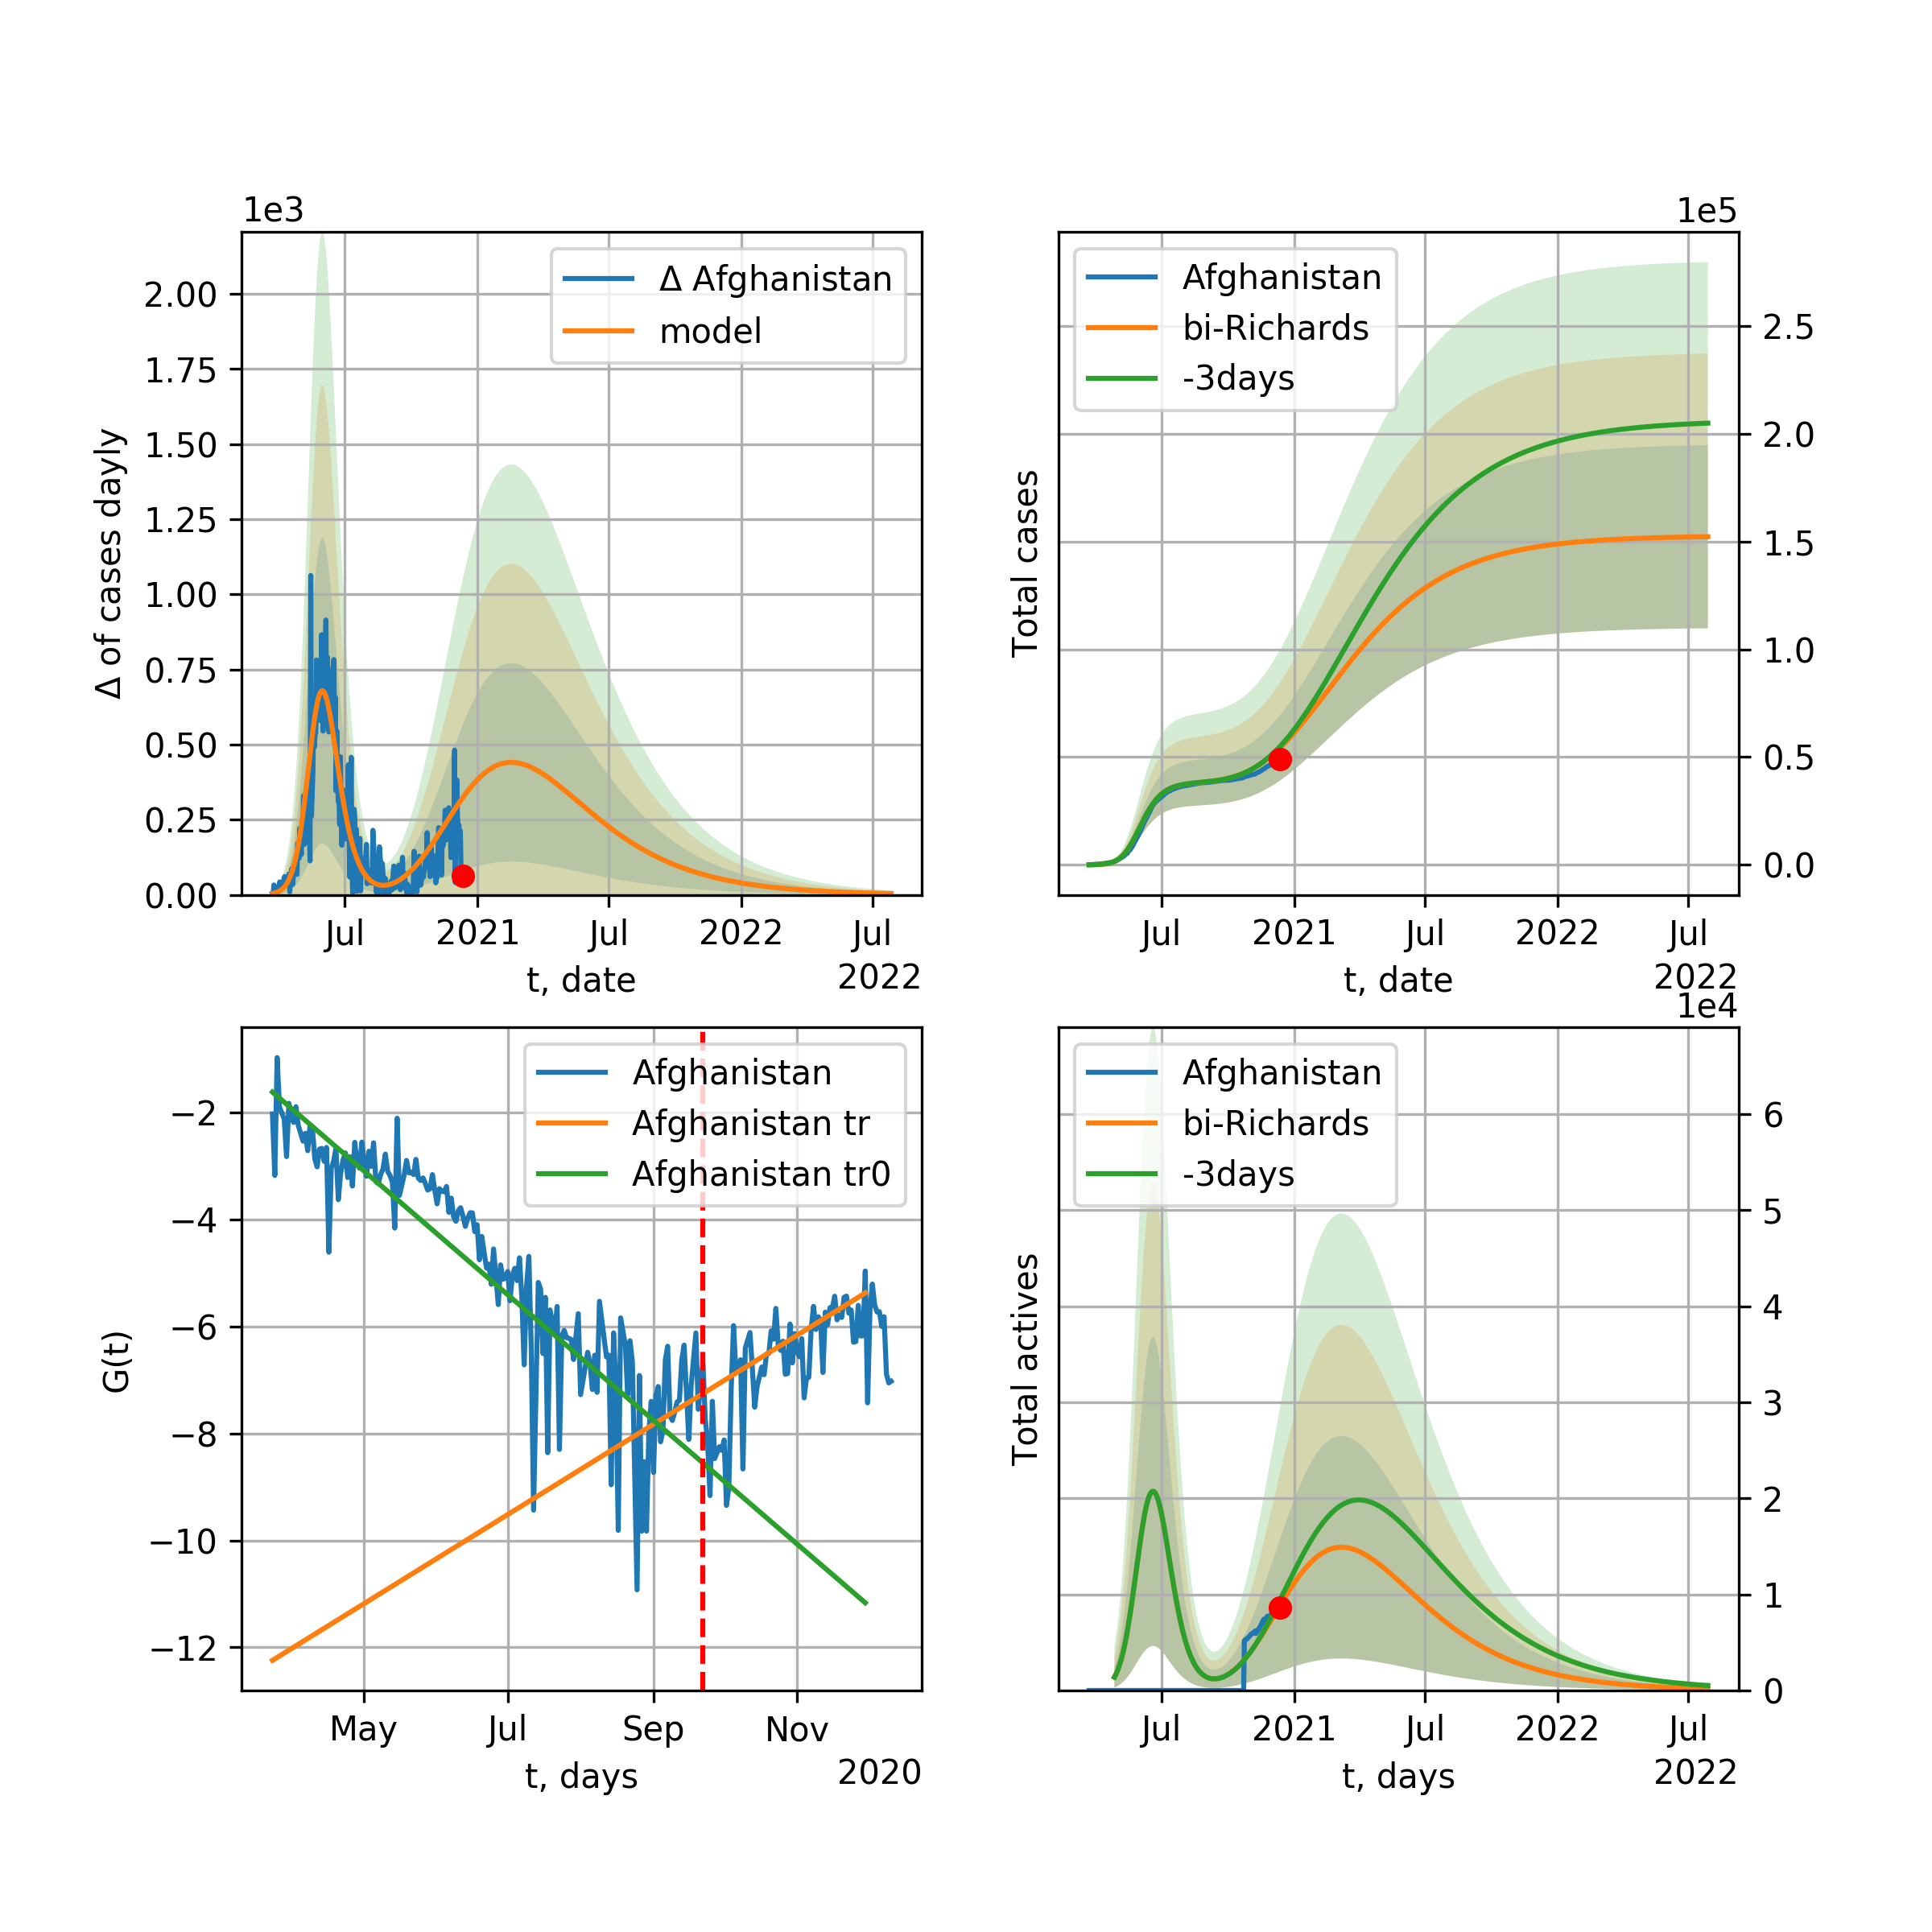 1e3
Δ of cases dayly
2.00
1.75
1.50
1.25
1.00
0.75
0.50
0.25
0.00
Δ Afghanistan
model
Jul 2021 Jul 2022 Jul
t, date
2022
1e5
Total cases
Afghanistan
bi-Richards
-3days
2.5
2.0
1.5
1.0
0.5
0.0
Jul 2021 Jul 2022 Jul
t, date
2022
G(t)
−2
−4
−6
−8
−10
−12
Afghanistan
Afghanistan tr
Afghanistan tr0
May Jul Sep Nov
t, days
2020
1e4
Total actives
Afghanistan
bi-Richards
-3days
6
5
4
3
2
1
0
Jul 2021 Jul 2022 Jul
t, days
2022